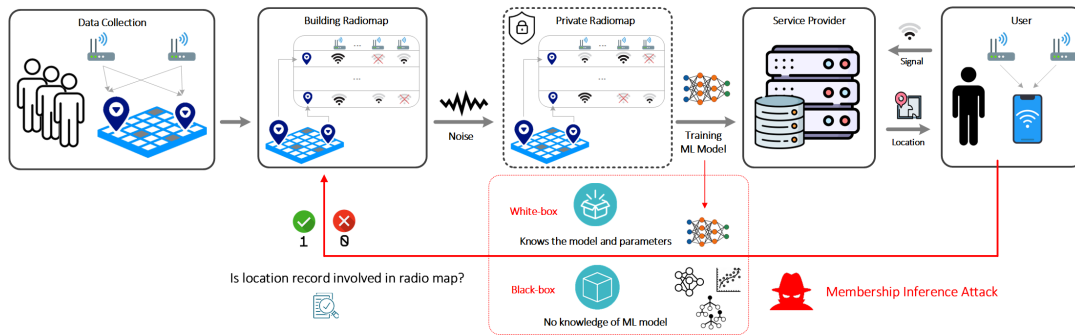 Data Collection
Building Radiomap
Private Radiomap
Service Provider
User
...
...
...
...
Noise
Training
ML Model
Signal
Location
White-box
Knows the model and parameters
1
0
Is location record involved in radio map?
Black-box
No knowledge of ML model
Membership Inference Attack